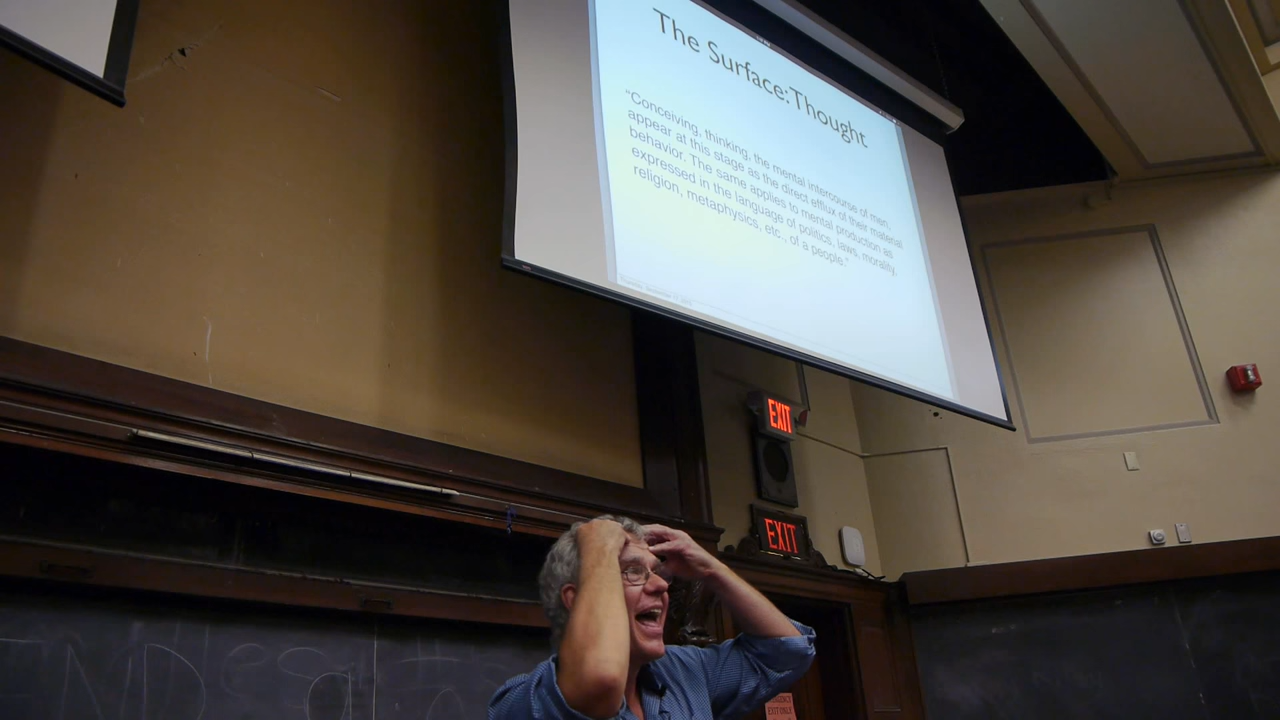 The Surface:Thought
“Conceiving, thinking, the mental intercourse of men,
appear at this stage as the direct efflux of their material
behavior. The same applies to mental production as
expressed in the language of politics, laws, morality,
religion, metaphysics, etc., of a people.”
EXIT
EXIT
EXIT ONLY